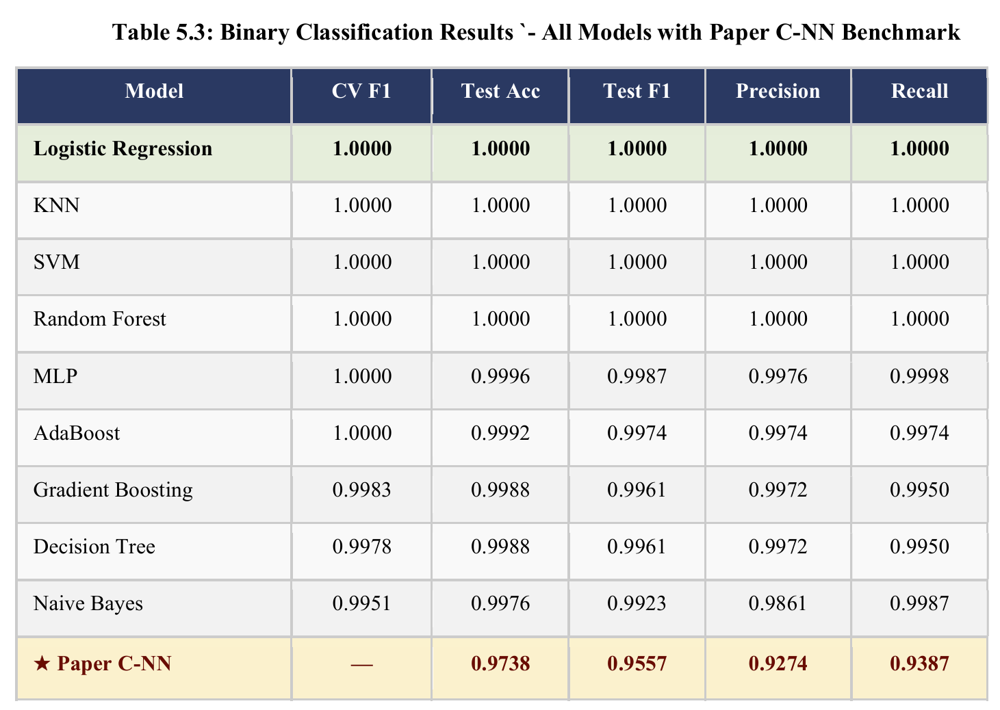 Table 5.3: Binary Classification Results `- All Models with Paper C-NN Benchmark
Model CV F1 Test Acc Test F1 Precision Recall
Logistic Regression 1.0000 1.0000 1.0000 1.0000 1.0000
KNN 1.0000 1.0000 1.0000 1.0000 1.0000
SVM 1.0000 1.0000 1.0000 1.0000 1.0000
Random Forest 1.0000 1.0000 1.0000 1.0000 1.0000
MLP 1.0000 0.9996 0.9987 0.9976 0.9998
AdaBoost 1.0000 0.9992 0.9974 0.9974 0.9974
Gradient Boosting 0.9983 0.9988 0.9961 0.9972 0.9950
Decision Tree 0.9978 0.9988 0.9961 0.9972 0.9950
Naive Bayes 0.9951 0.9976 0.9923 0.9861 0.9987
★ Paper C-NN — 0.9738 0.9557 0.9274 0.9387